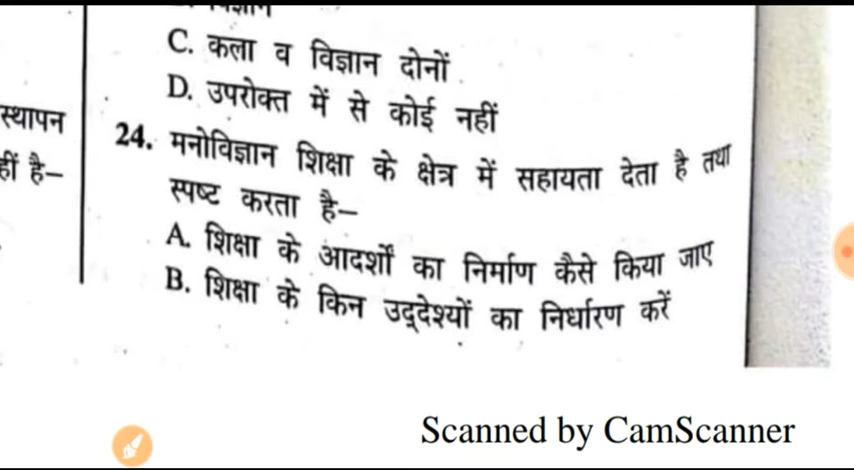 C. कला व विज्ञान दोनों
D. उपरोक्त में से कोई नहीं
स्थापन
हीं है–
24. मनोविज्ञान शिक्षा के क्षेत्र में सहायता देता है तथा
स्पष्ट करता है–
A. शिक्षा के आदर्शों का निर्माण कैसे किया जाए
B. शिक्षा के किन उद्‌देश्यों का निर्धारण करें
Scanned by CamScanner